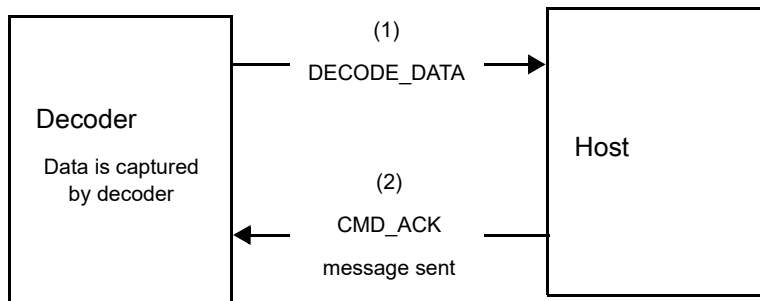 (1)
DECODE_DATA
Decoder
Data is captured
by decoder
Host
(2)
CMD_ACK
message sent